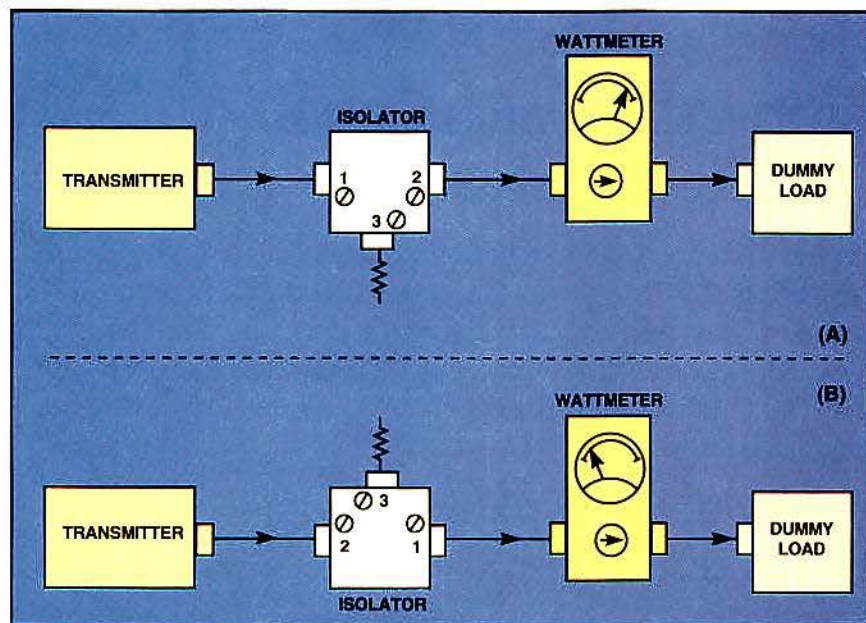 WATTMETER
ISOLATOR
TRANSMITTER
1
2
3
DUMMY
LOAD
(A)
(B)
WATTMETER
TRANSMITTER
3
2
1
ISOLATOR
DUMMY
LOAD